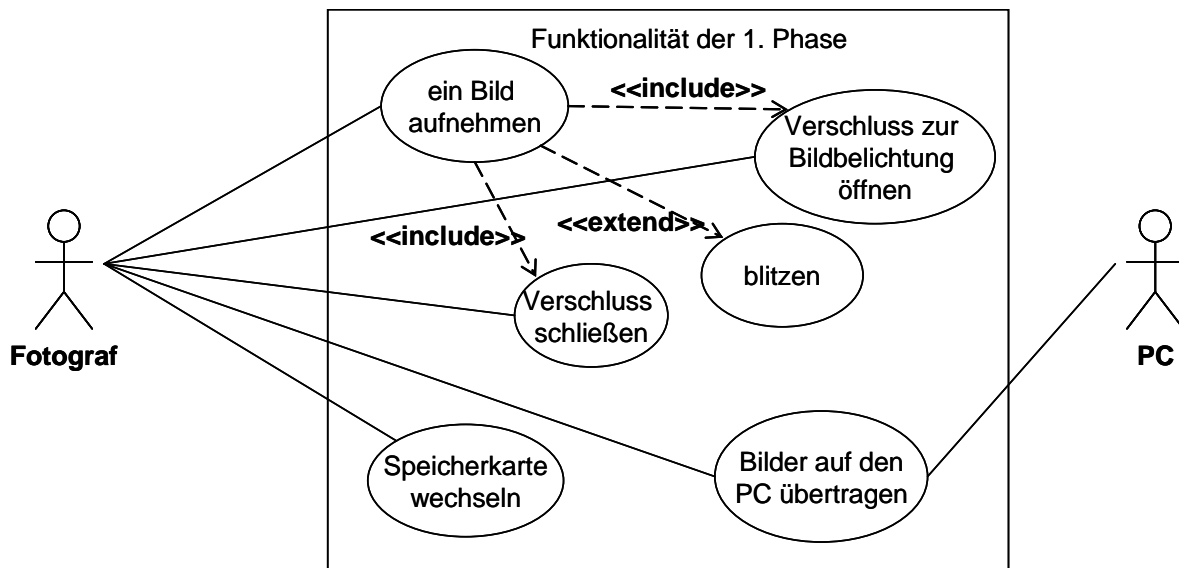 Funktionalität der 1. Phase
ein Bild
aufnehmen
<<include>>
Verschluss zur
Bildbelichtung
öffnen
<<include>>
<<extend>>
blitzen
Verschluss
schließen
Fotograf
PC
Speicherkarte
wechseln
Bilder auf den
PC übertragen